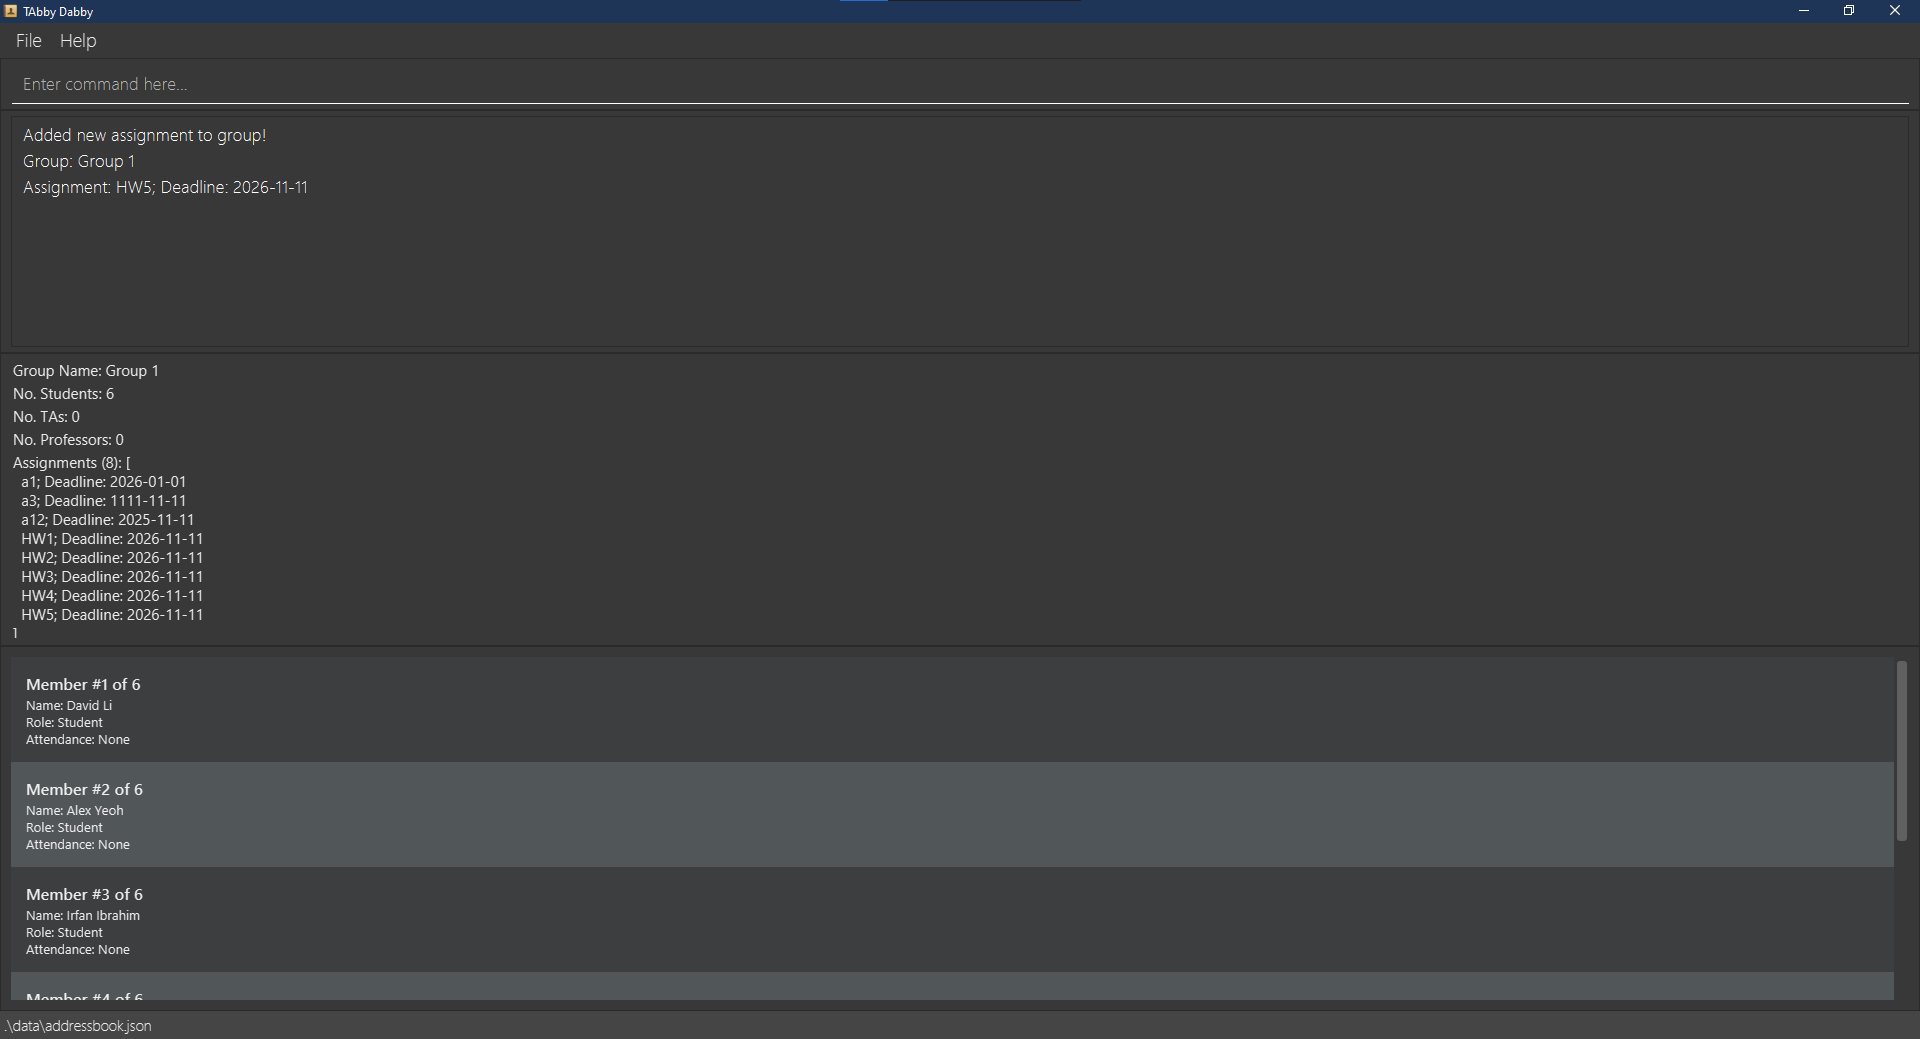 TAbby Dabby
File Help
Enter command here...
Added new assignment to group!
Group: Group 1
Assignment: HW5; Deadline: 2026-11-11
Group Name: Group 1
No. Students: 6
No. TAs: 0
No. Professors: 0
Assignments (8): [
a1; Deadline: 2026-01-01
a3; Deadline: 1111-11-11
a12; Deadline: 2025-11-11
HW1; Deadline: 2026-11-11
HW2; Deadline: 2026-11-11
HW3; Deadline: 2026-11-11
HW4; Deadline: 2026-11-11
HW5; Deadline: 2026-11-11
]
Member #1 of 6
Name: David Li
Role: Student
Attendance: None
Member #2 of 6
Name: Alex Yeoh
Role: Student
Attendance: None
Member #3 of 6
Name: Irfan Ibrahim
Role: Student
Attendance: None
Member #4 of 6
.\data\addressbook.json